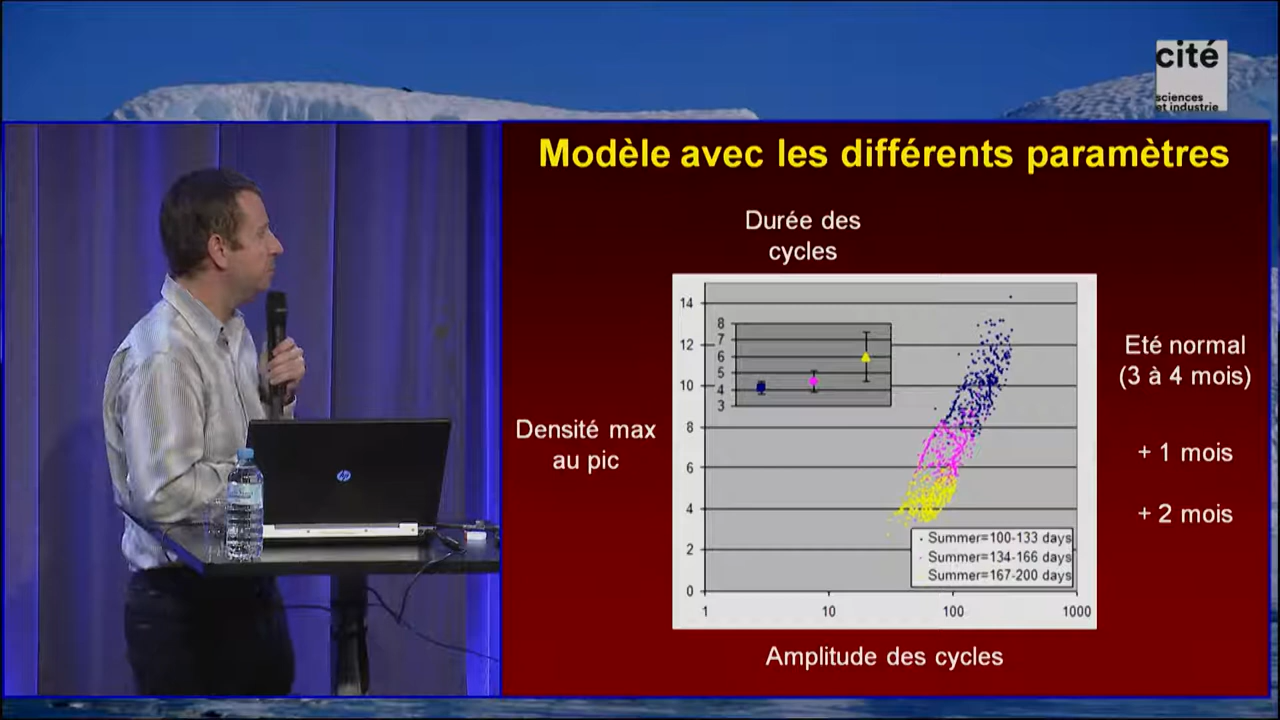 cité
sciences
et industrie
Modèle avec les différents paramètres
Durée des
cycles
14
12
10
8
6
4
2
0
8
7
6
5
4
3
Densité max
au pic
Eté normal
(3 à 4 mois)
+ 1 mois
+ 2 mois
Summer=100-133 days
Summer=134-166 days
Summer=167-200 days
1
10
100
1000
Amplitude des cycles
hp